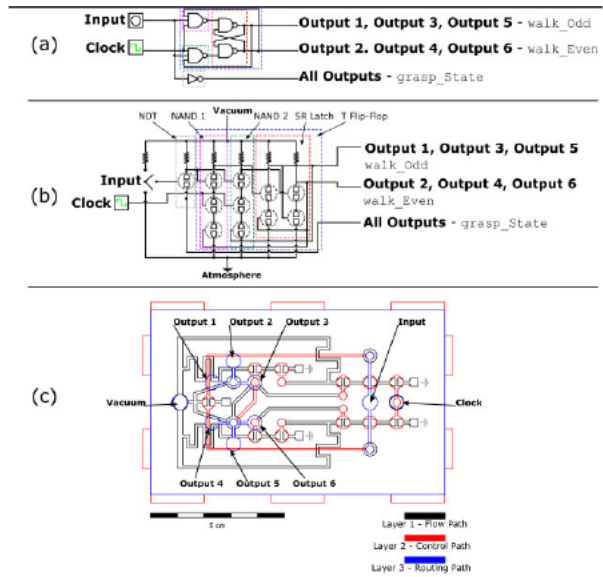 (a)
Input
Output 1, Output 3, Output 5 - walk_Odd
Clock
Output 2. Output 4, Output 6 - walk_Even
All Outputs - grasp_State
(b)
Vacuum
NOT NAND 1 NAND 2 SR Latch T Flip-Flop
Output 1, Output 3, Output 5
walk_Odd
Input
Output 2, Output 4, Output 6
walk_Even
Clock
All Outputs - grasp_State
Atmosphere
(c)
Output 1 Output 2 Output 3 Input
Vacuum
Clock
Output 4 Output 5 Output 6
5 cm
Layer 1 - Flow Path
Layer 2 - Control Path
Layer 3 - Routing Path